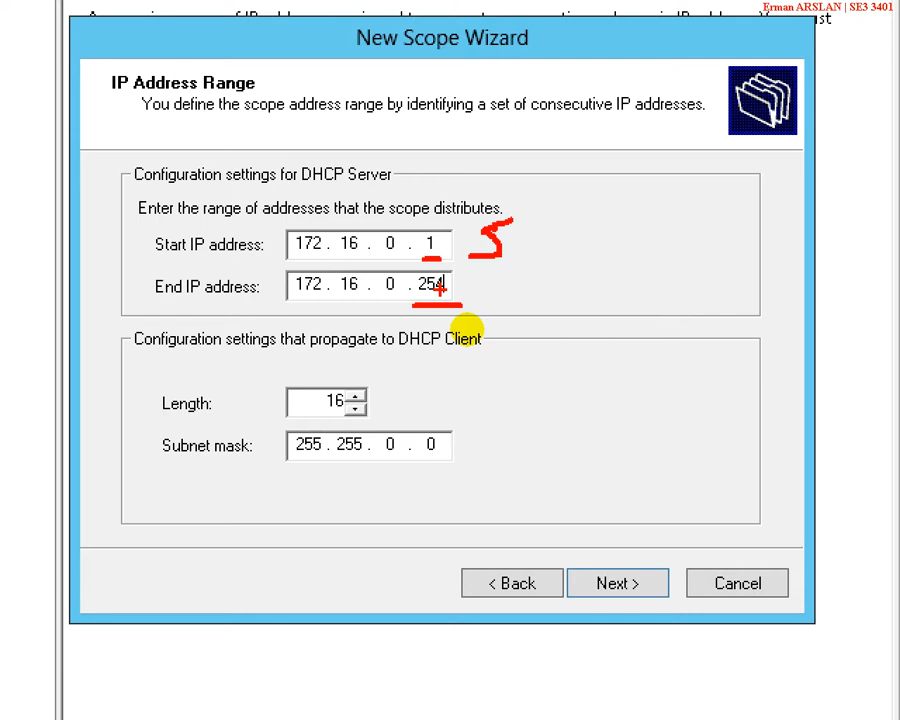 Erman ARSLAN | SE3 3401
New Scope Wizard
IP Address Range
You define the scope address range by identifying a set of consecutive IP addresses.
Configuration settings for DHCP Server
Enter the range of addresses that the scope distributes.
Start IP address: 172 . 16 . 0 . 1
End IP address: 172 . 16 . 0 . 254
Configuration settings that propagate to DHCP Client
Length: 16
Subnet mask: 255 . 255 . 0 . 0
< Back Next > Cancel